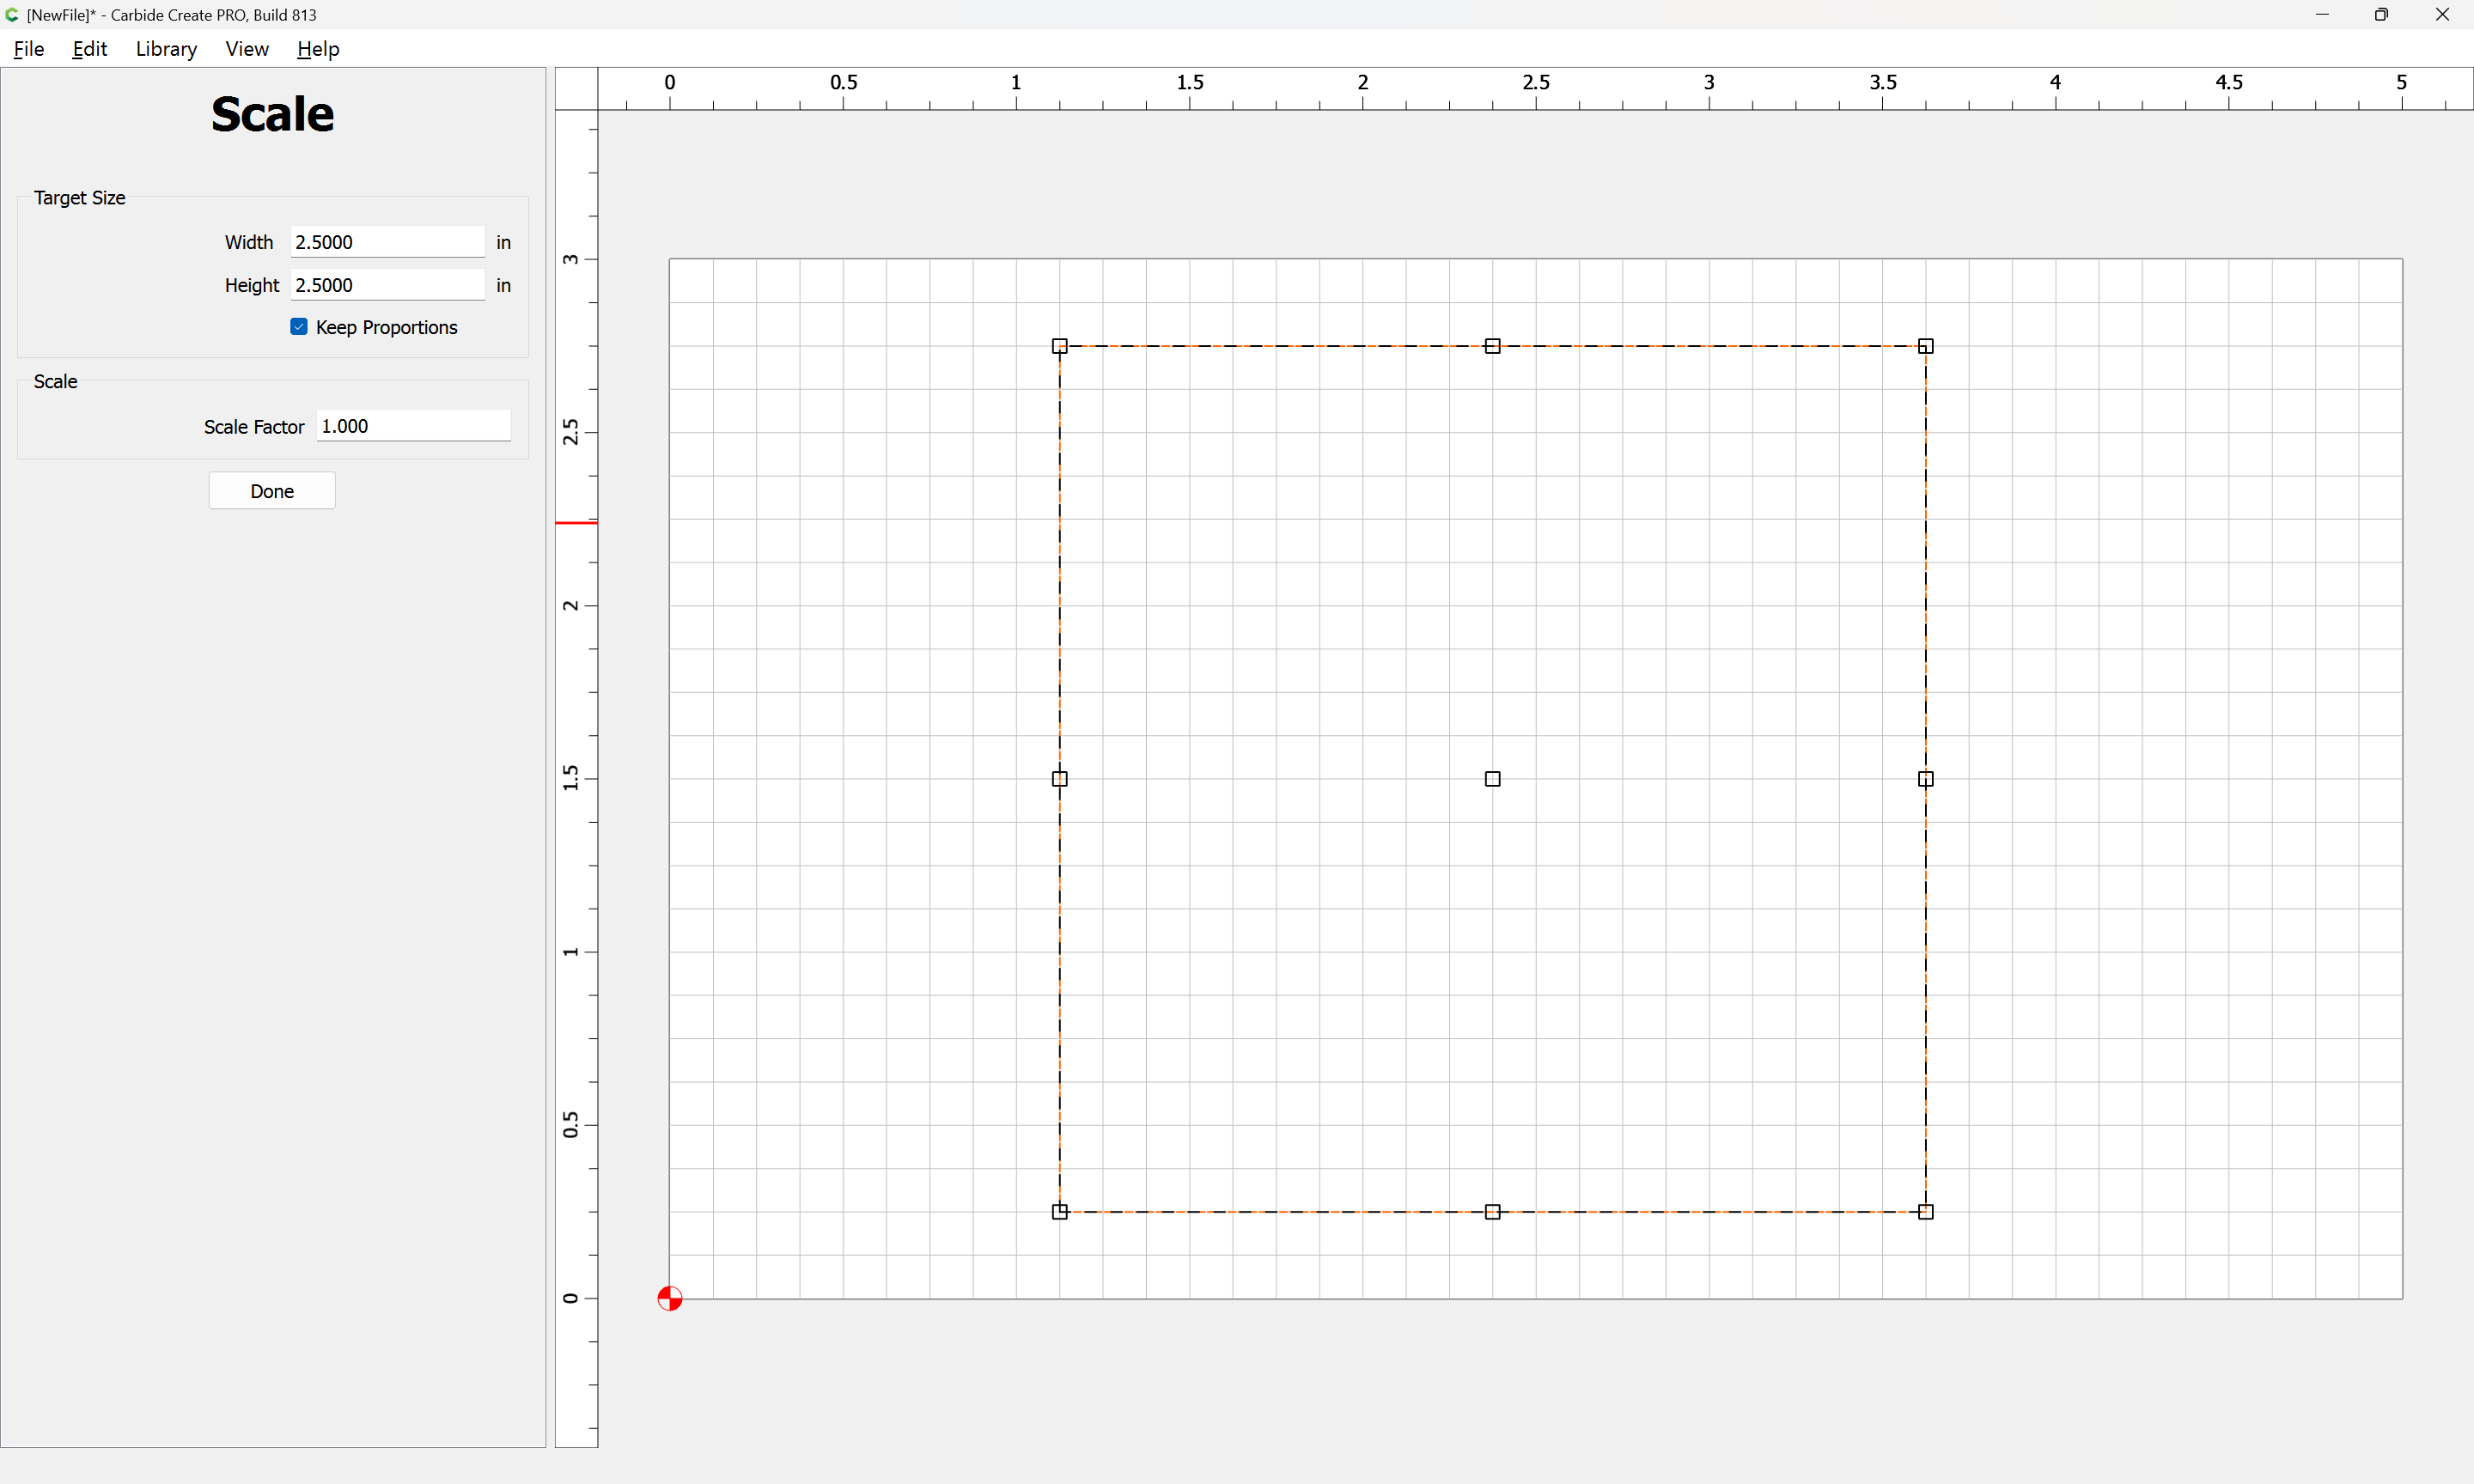 [NewFile]* - Carbide Create PRO, Build 813
File Edit Library View Help
Scale
Target Size
Width 2.5000 in
Height 2.5000 in
Keep Proportions
Scale
Scale Factor 1.000
Done
0 0.5 1 1.5 2 2.5 3 3.5 4 4.5 5
3
2.5
2
1.5
1
0.5
0